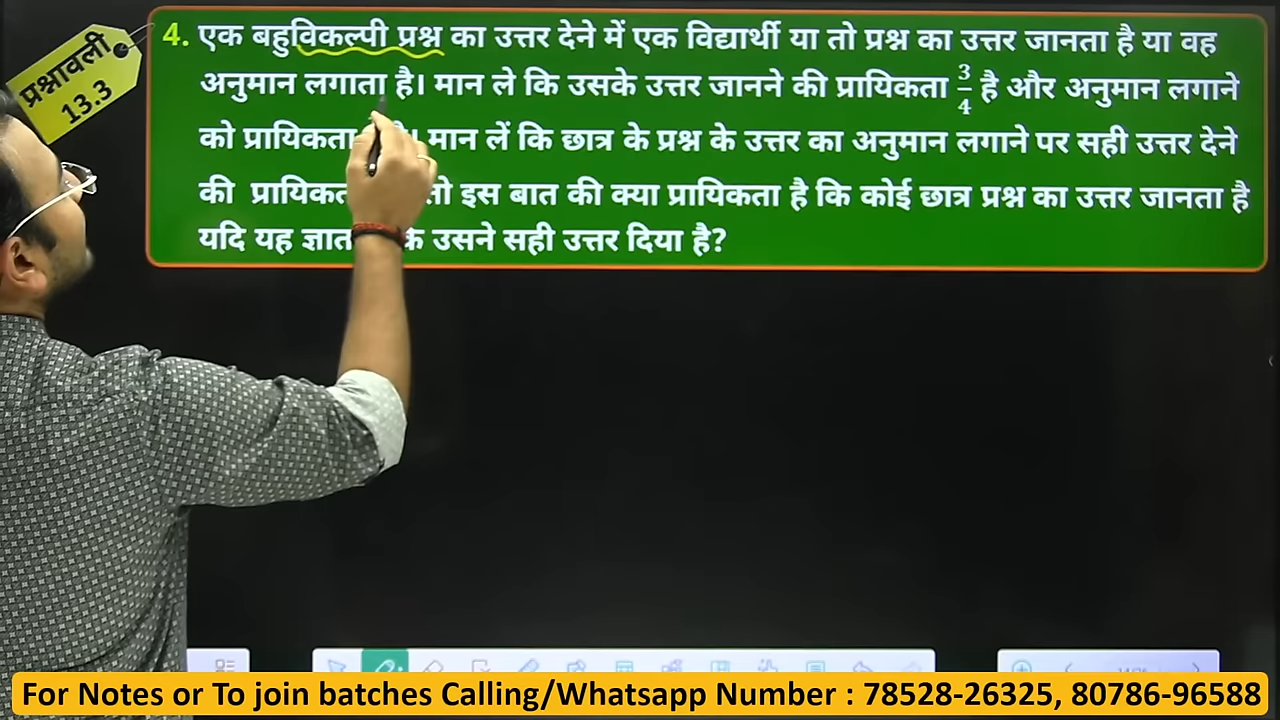 प्रश्नावली
13.3
4. एक बहुविकल्पी प्रश्न का उत्तर देने में एक विद्यार्थी या तो प्रश्न का उत्तर जानता है या वह
अनुमान लगाता है। मान ले कि उसके उत्तर जानने की प्रायिकता 3/4 है और अनुमान लगाने
को प्रायिकता है। मान लें कि छात्र के प्रश्न के उत्तर का अनुमान लगाने पर सही उत्तर देने
की इस बात की क्या प्रायिकता है कि कोई छात्र प्रश्न का उत्तर जानता है
यदि यह उसने सही उत्तर दिया है?
For Notes or To join batches Calling/Whatsapp Number : 78528-26325, 80786-96588